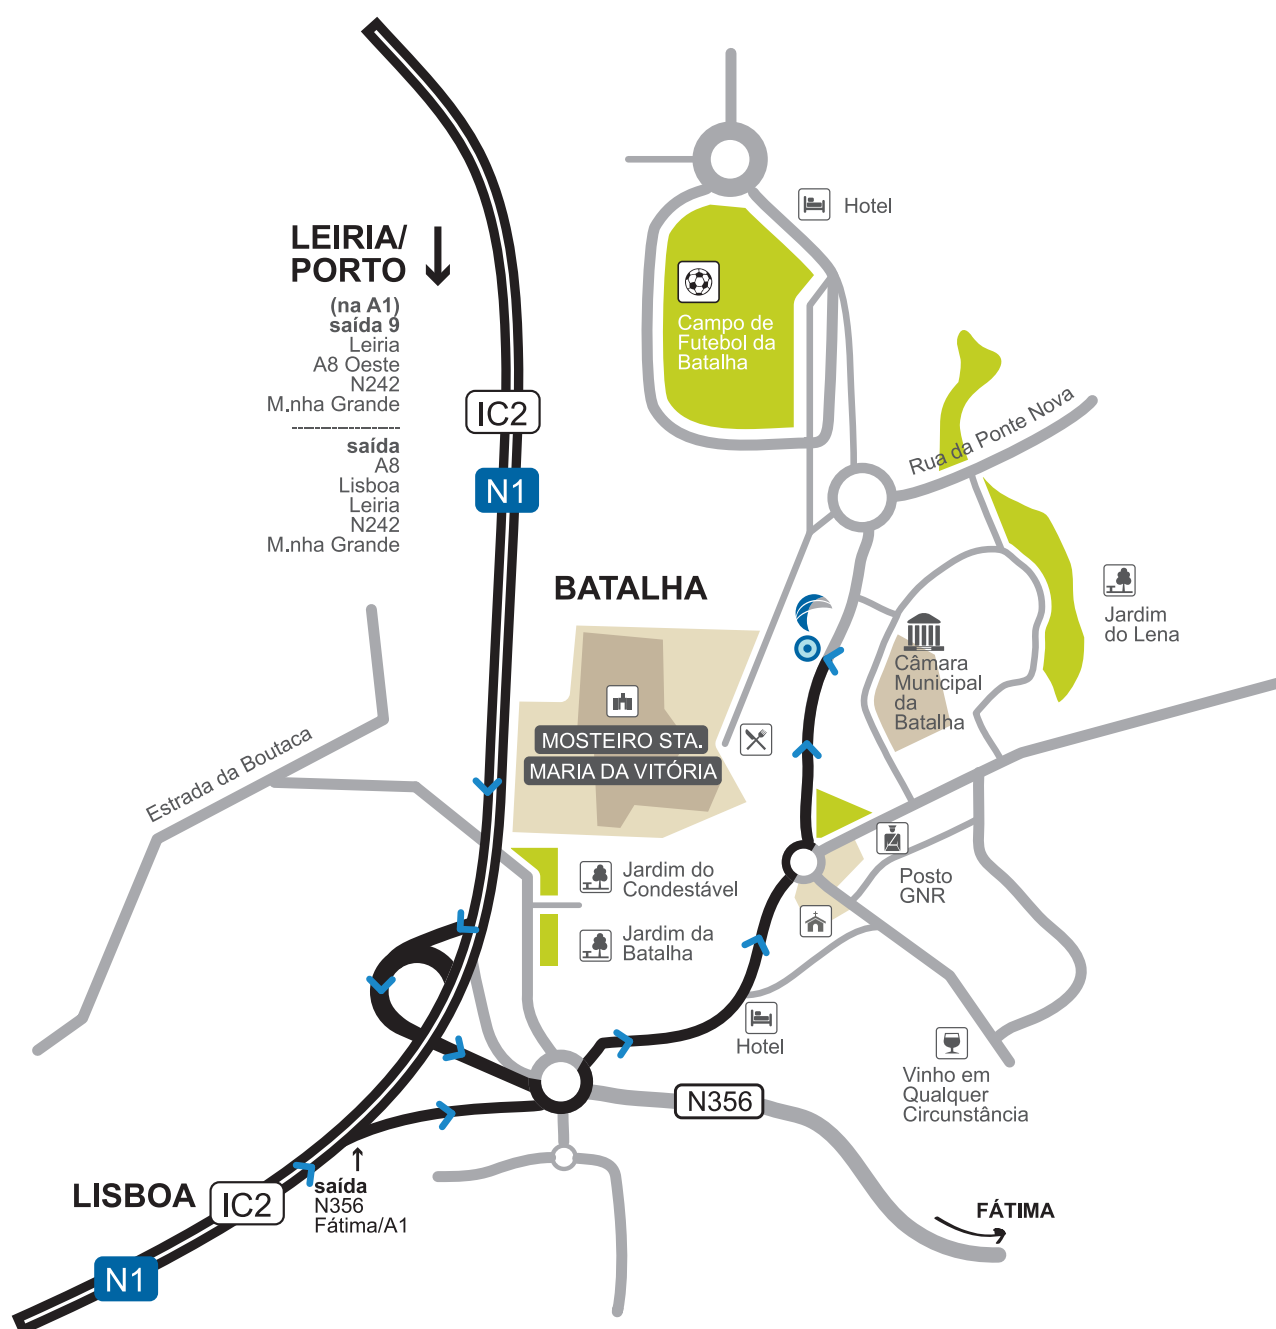 Hotel
LEIRIA/
PORTO
(na A1)
saída 9
Leiria
A8 Oeste
N242
M.nha Grande
--------------------
saída
A8
Lisboa
Leiria
N242
M.nha Grande
Campo de
Futebol da
Batalha
IC2
N1
Rua da Ponte Nova
BATALHA
Jardim
do Lena
Câmara
Municipal
da
Batalha
MOSTEIRO STA.
MARIA DA VITÓRIA
Estrada da Boutaca
Jardim do
Condestável
Posto
GNR
Jardim da
Batalha
Hotel
Vinho em
Qualquer
Circunstância
N356
LISBOA
IC2
saída
N356
Fátima/A1
FÁTIMA
N1